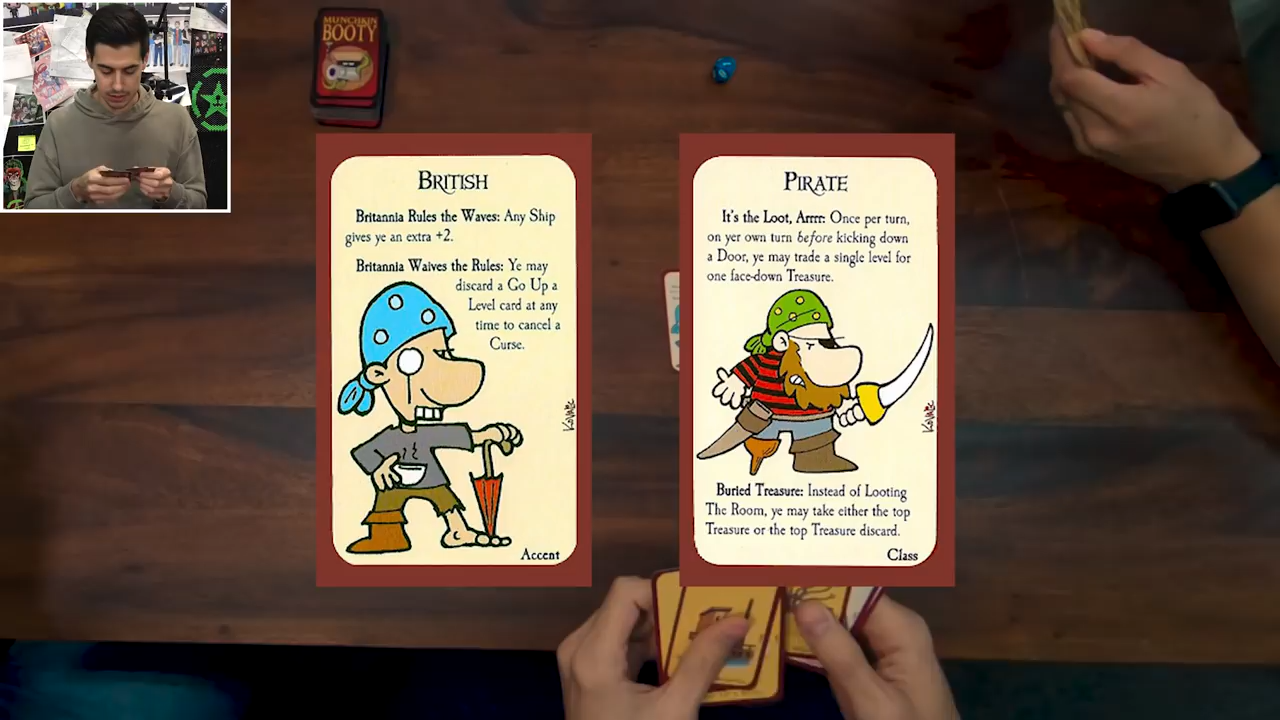 MUNCHKIN
BOOTY
BRITISH
Britannia Rules the Waves: Any Ship
gives ye an extra +2.
Britannia Waives the Rules: Ye may
discard a Go Up a
Level card at any
time to cancel a
Curse.
Kovalic
Accent
PIRATE
It's the Loot, Arrrr: Once per turn,
on yer own turn before kicking down
a Door, ye may trade a single level for
one face-down Treasure.
Kovalic
Buried Treasure: Instead of Looting
The Room, ye may take either the top
Treasure or the top Treasure discard.
Class